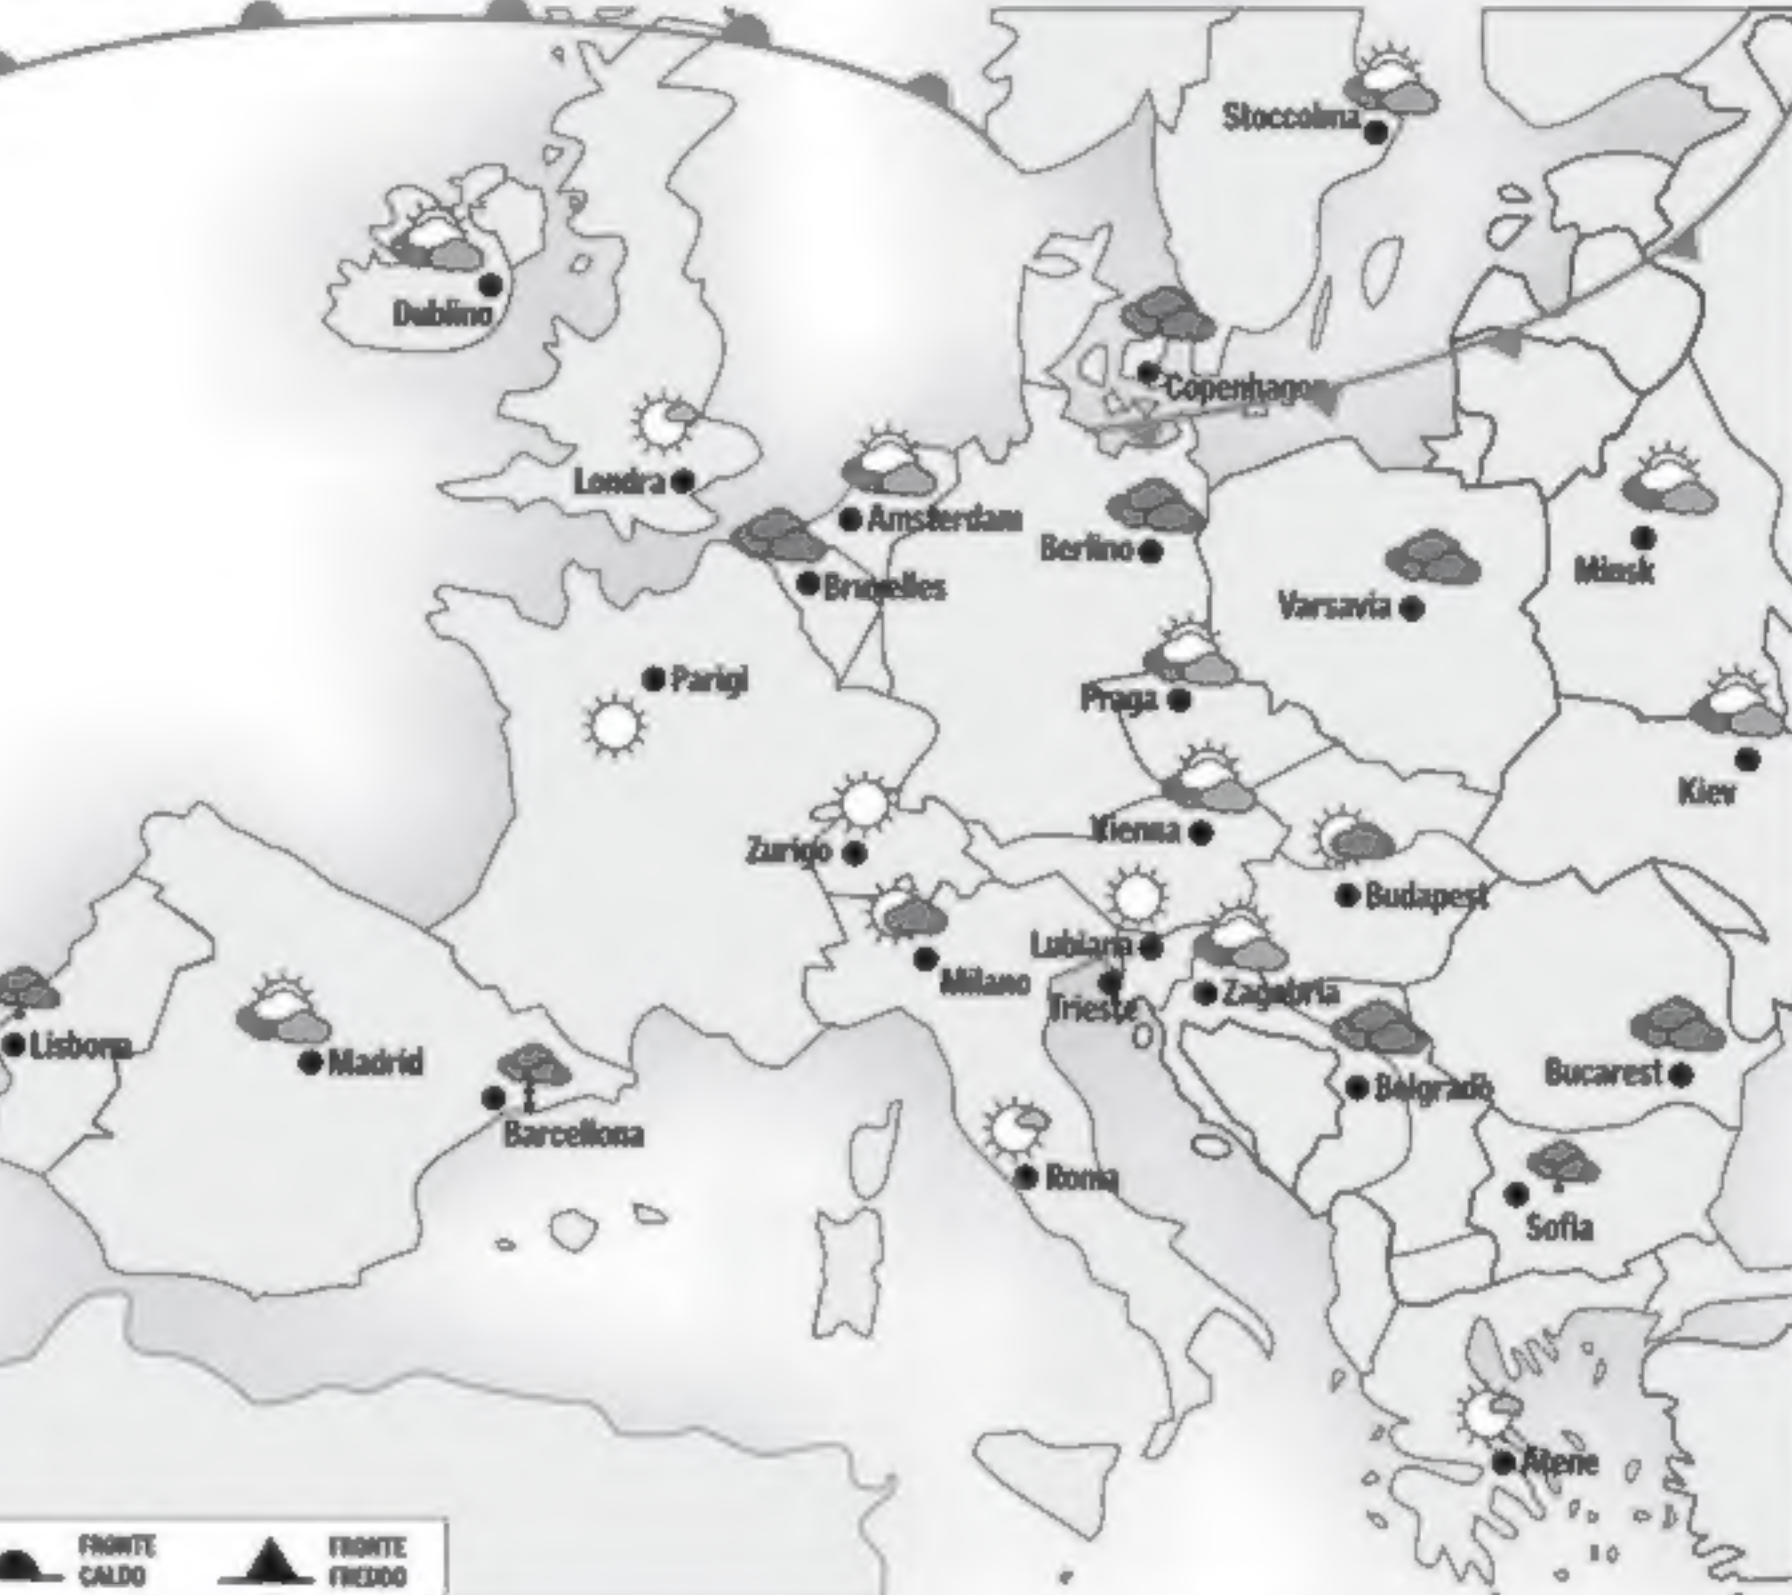 Stoccolma
Dublino
Copenhagen
Londra
Amsterdam
Berlino
Bruxelles
Minsk
Varsavia
Parigi
Praga
Kiev
Vienna
Zurigo
Budapest
Lubiana
Milano
Zagabria
Trieste
Lisbona
Madrid
Belgrado
Bucarest
Barcellona
Roma
Sofia
Atene
FRONTE
CALDO
FRONTE
FREDDO